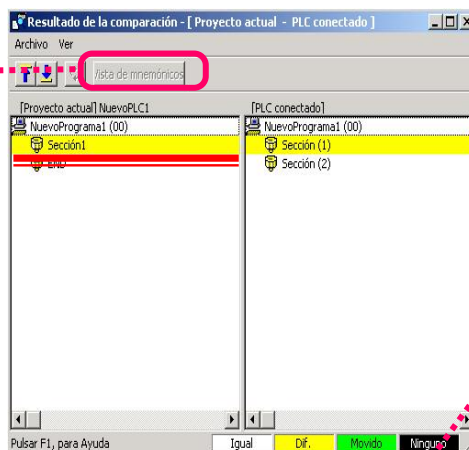 Resultado de la comparación - [ Proyecto actual - PLC conectado ]
Archivo Ver
Vista de mnemónicos
[Proyecto actual] NuevoPLC1
[PLC conectado]
NuevoPrograma1 (00)
NuevoPrograma1 (00)
Sección1
Sección (1)
END
Sección (2)
Pulsar F1, para Ayuda
Igual
Dif.
Movido
Ninguno